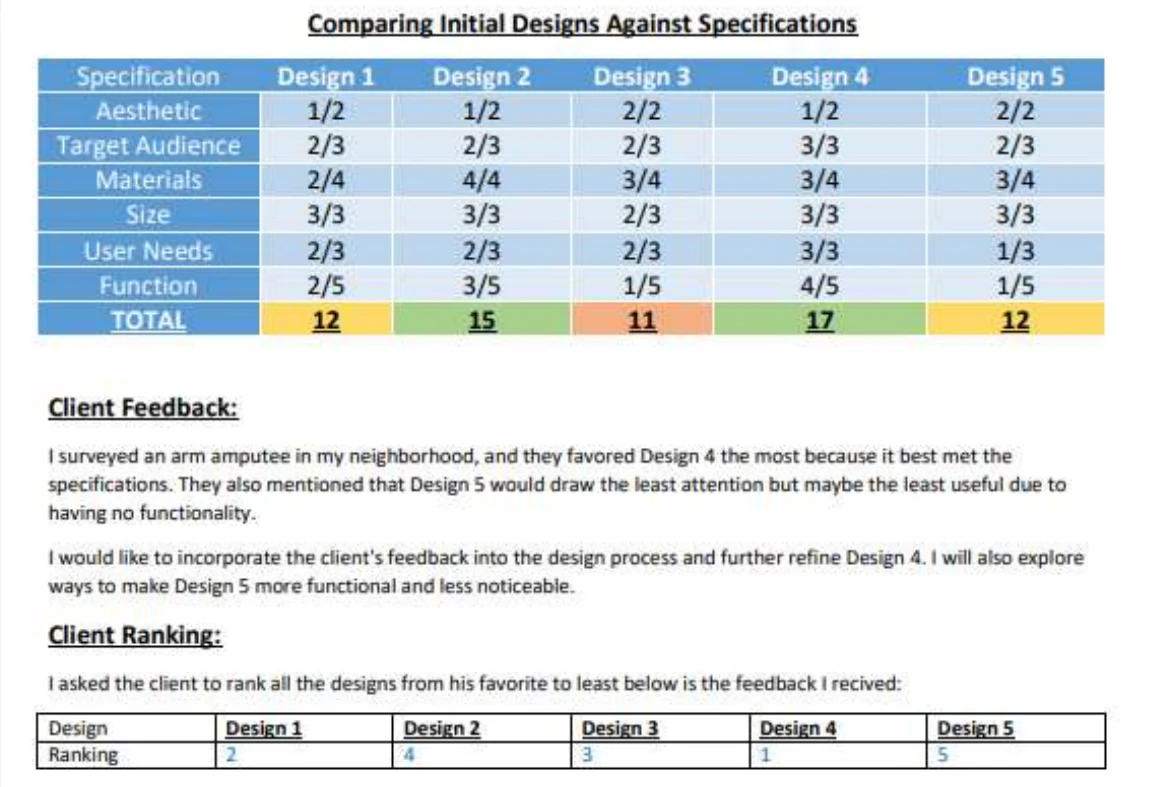 Comparing Initial Designs Against Specifications
Specification Design 1 Design 2 Design 3 Design 4 Design 5
Aesthetic 1/2 1/2 2/2 1/2 2/2
Target Audience 2/3 2/3 2/3 3/3 2/3
Materials 2/4 4/4 3/4 3/4 3/4
Size 3/3 3/3 2/3 3/3 3/3
User Needs 2/3 2/3 2/3 3/3 1/3
Function 2/5 3/5 1/5 4/5 1/5
TOTAL 12 15 11 17 12
Client Feedback:
I surveyed an arm amputee in my neighborhood, and they favored Design 4 the most because it best met the
specifications. They also mentioned that Design 5 would draw the least attention but maybe the least useful due to
having no functionality.
I would like to incorporate the client's feedback into the design process and further refine Design 4. I will also explore
ways to make Design 5 more functional and less noticeable.
Client Ranking:
I asked the client to rank all the designs from his favorite to least below is the feedback I recived:
Design Design 1 Design 2 Design 3 Design 4 Design 5
Ranking 2 4 3 1 5